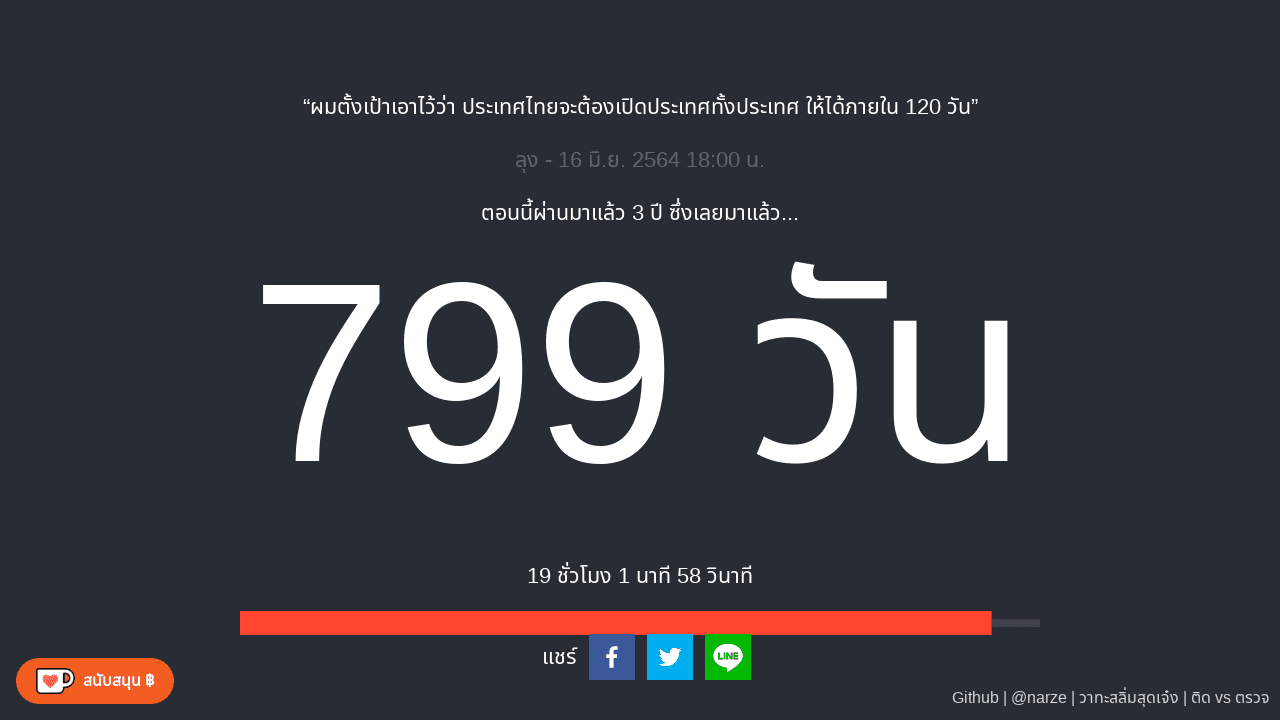 “ผมตั้งเป้าเอาไว้ว่า ประเทศไทยจะต้องเปิดประเทศทั้งประเทศ ให้ได้ภายใน 120 วัน”
ลุง - 16 มิ.ย. 2564 18:00 น.
ตอนนี้ผ่านมาแล้ว 3 ปี ซึ่งเลยมาแล้ว...
799 วัน
19 ชั่วโมง 1 นาที 58 วินาที
แชร์ LINE
สนับสนุน ฿
Github | @narze | วาทะสลิ่มสุดเจ๋ง | ติด vs ตรวจ